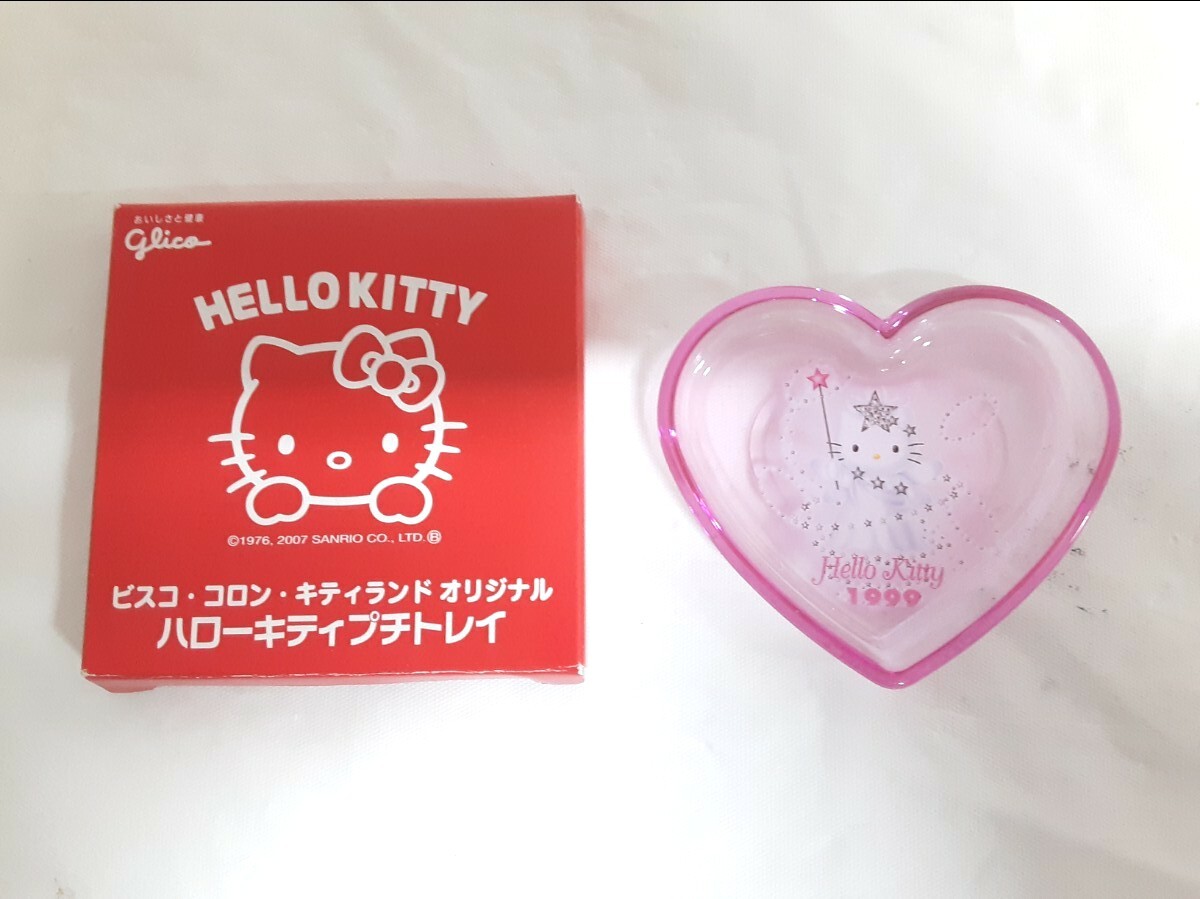 おいしさと健康
glico
HELLO KITTY
©1976, 2007 SANRIO CO., LTD.®
ビスコ・コロン・キティランド オリジナル
ハローキティプチトレイ
Hello Kitty
1999